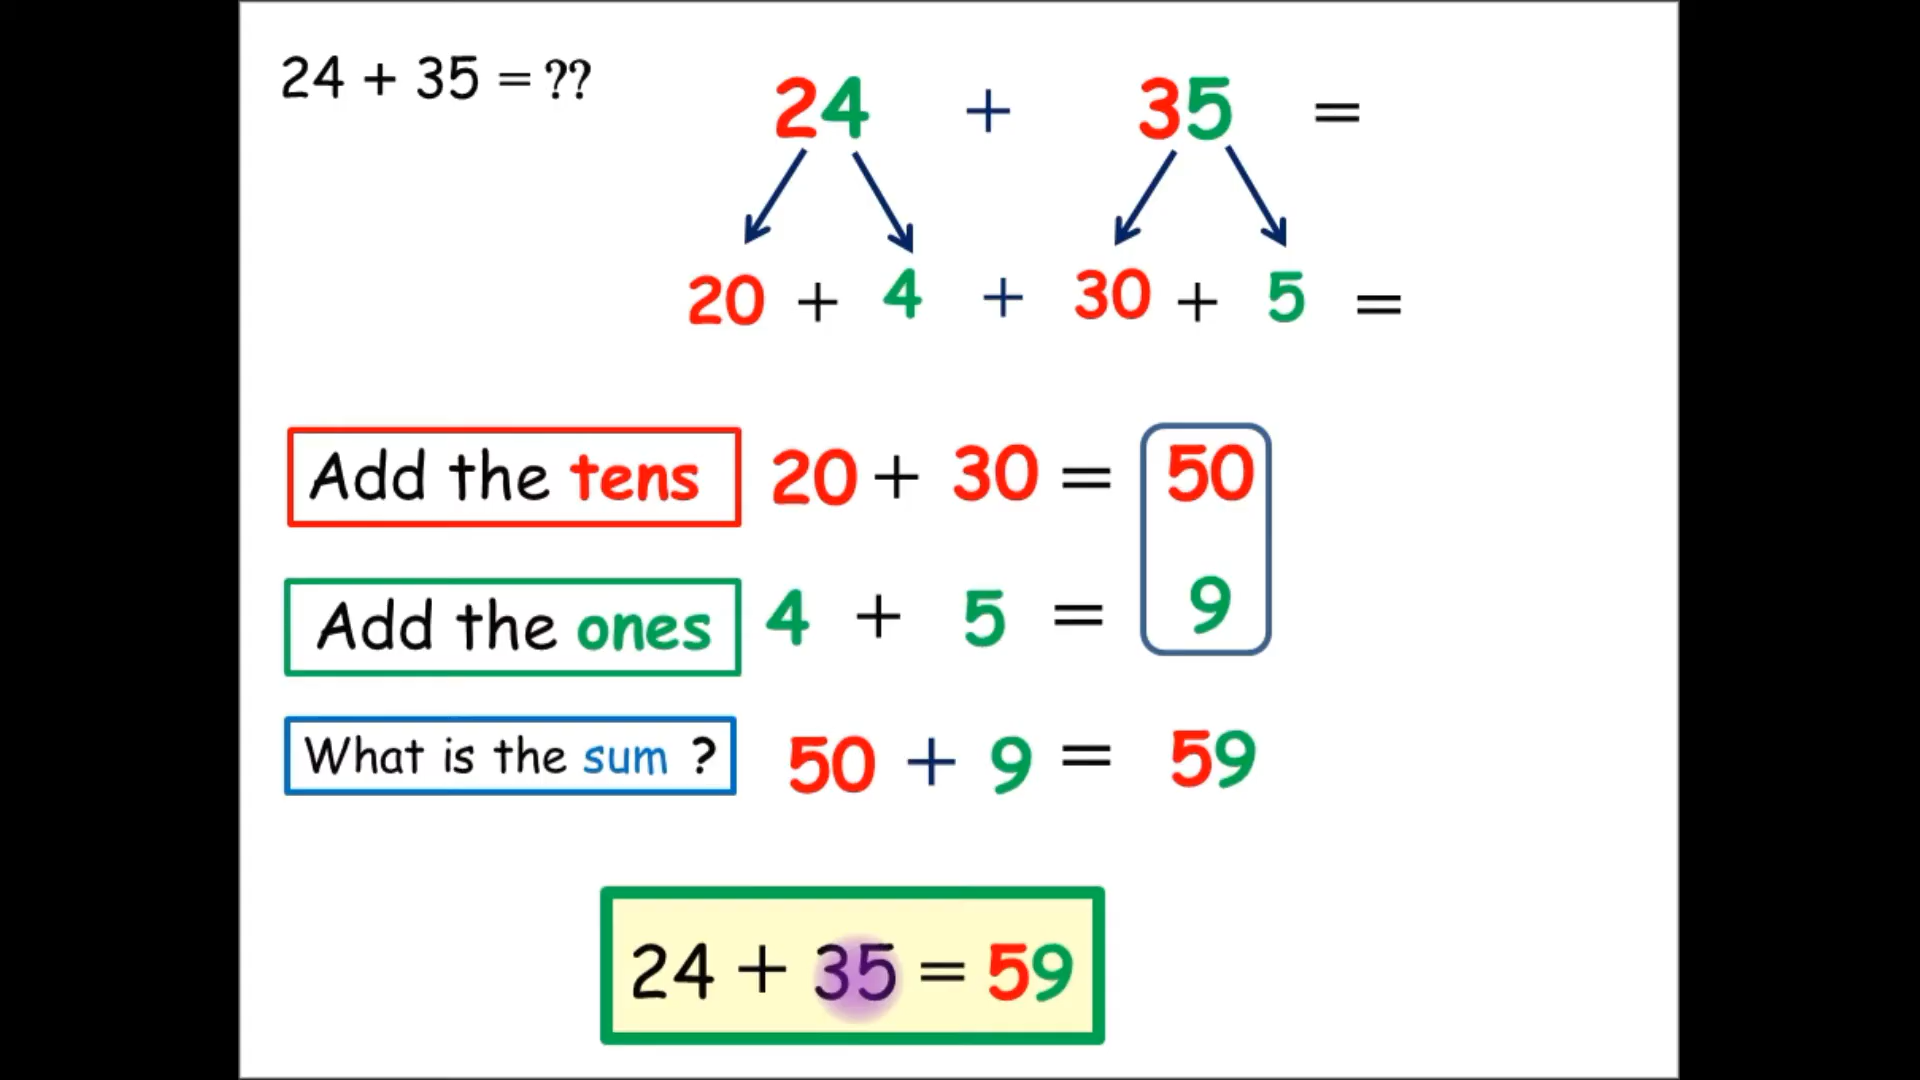 24 + 35 = ??
24 + 35 =
20 + 4 + 30 + 5 =
Add the tens 20 + 30 = 50
Add the ones 4 + 5 = 9
What is the sum ? 50 + 9 = 59
24 + 35 = 59